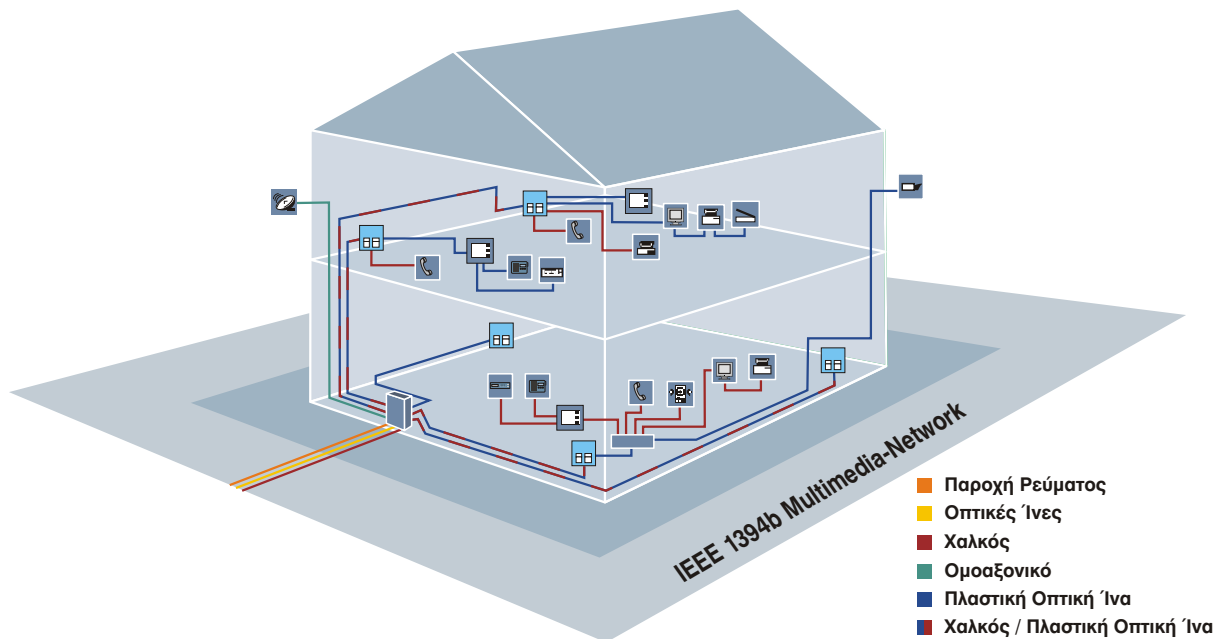 IEEE 1394b Multimedia-Network
Παροχή Ρεύματος
Οπτικές Ίνες
Χαλκός
Ομοαξονικό
Πλαστική Οπτική Ίνα
Χαλκός / Πλαστική Οπτική Ίνα